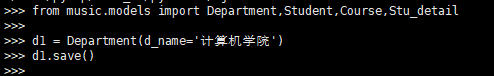 >>> from music.models import Department,Student,Course,Stu_detail
>>>
>>> d1 = Department(d_name='计算机学院')
>>> d1.save()
>>>